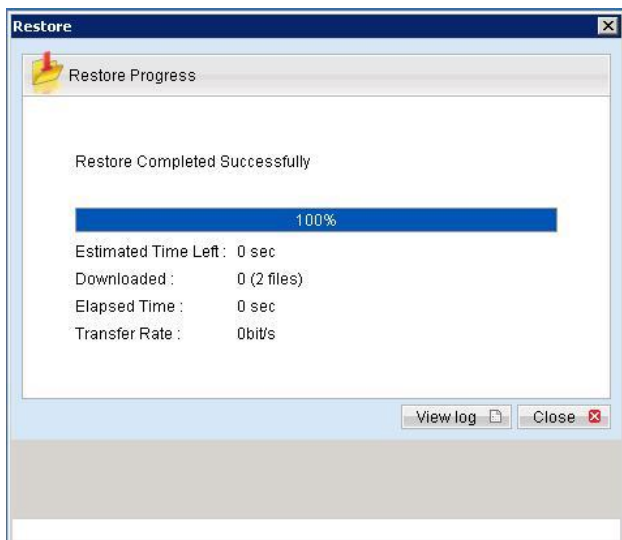 Restore
Restore Progress
Restore Completed Successfully
100%
Estimated Time Left : 0 sec
Downloaded : 0 (2 files)
Elapsed Time : 0 sec
Transfer Rate : 0bit/s
View log Close